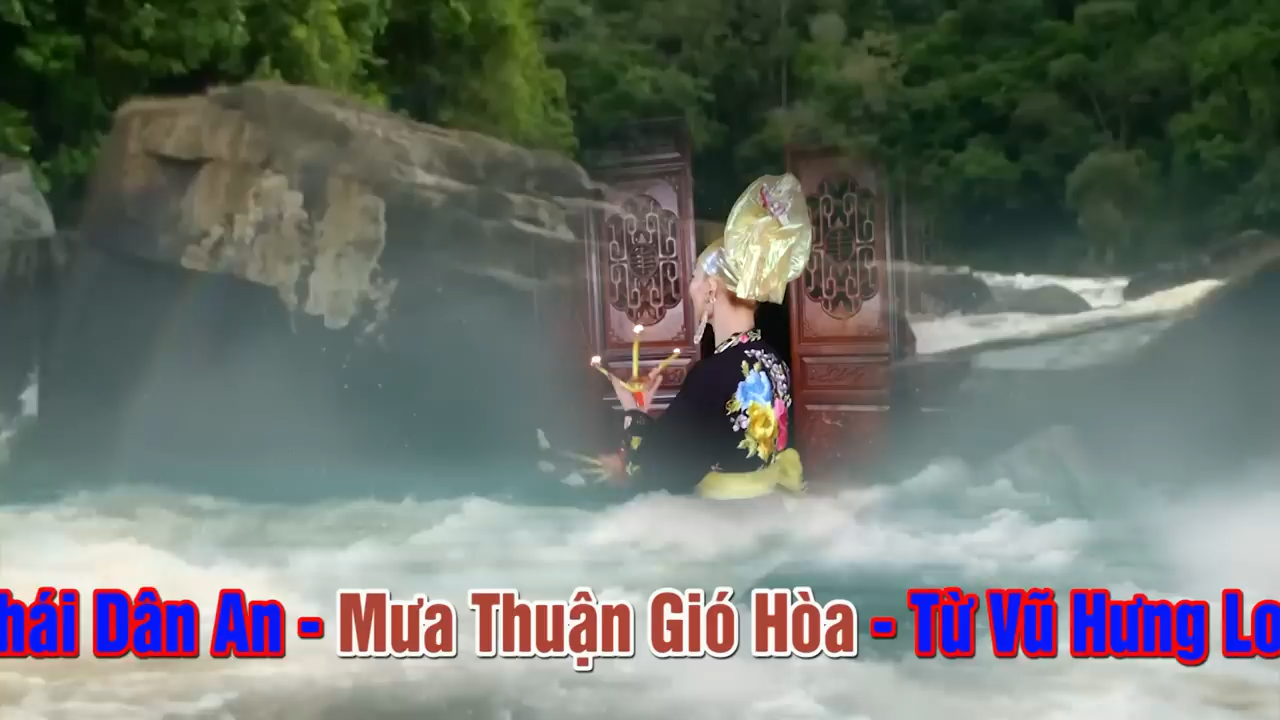 hái Dân An - Mưa Thuận Gió Hòa - Từ Vũ Hưng Lo